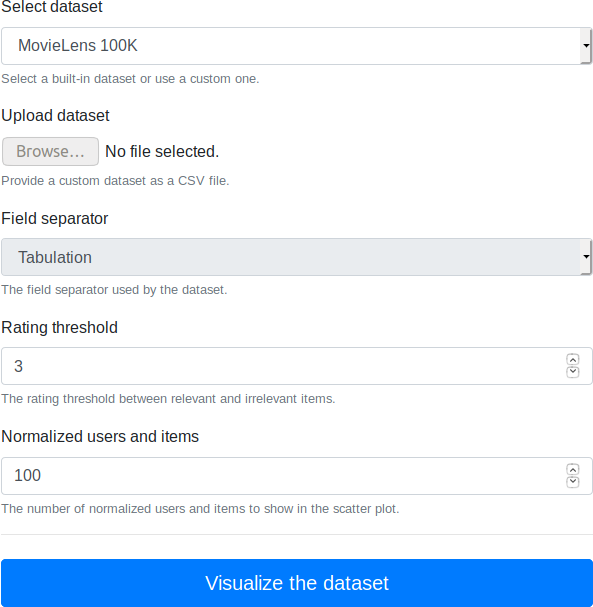 Select dataset
MovieLens 100K
Select a built-in dataset or use a custom one.
Upload dataset
Browse… No file selected.
Provide a custom dataset as a CSV file.
Field separator
Tabulation
The field separator used by the dataset.
Rating threshold
3
The rating threshold between relevant and irrelevant items.
Normalized users and items
100
The number of normalized users and items to show in the scatter plot.
Visualize the dataset